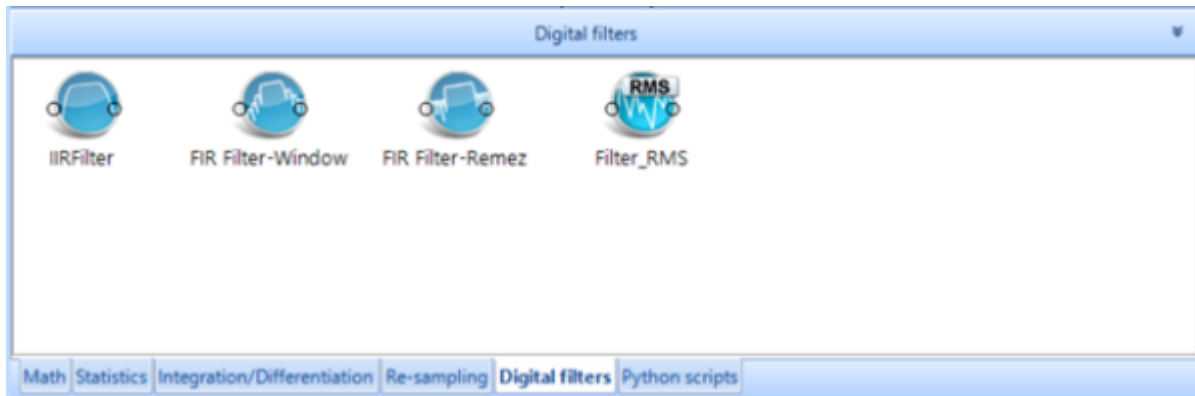 Digital filters
RMS
IIRFilter FIR Filter-Window FIR Filter-Remez Filter_RMS
Math Statistics Integration/Differentiation Re-sampling Digital filters Python scripts